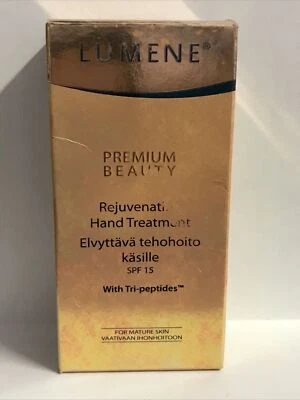 LUMENE®
PREMIUM
BEAUTY
Rejuvenati
Hand Treatment
Elvyttävä tehohoito
käsille
SPF 15
With Tri-peptides™
FOR MATURE SKIN
VAATIVAAN IHONHOITOON